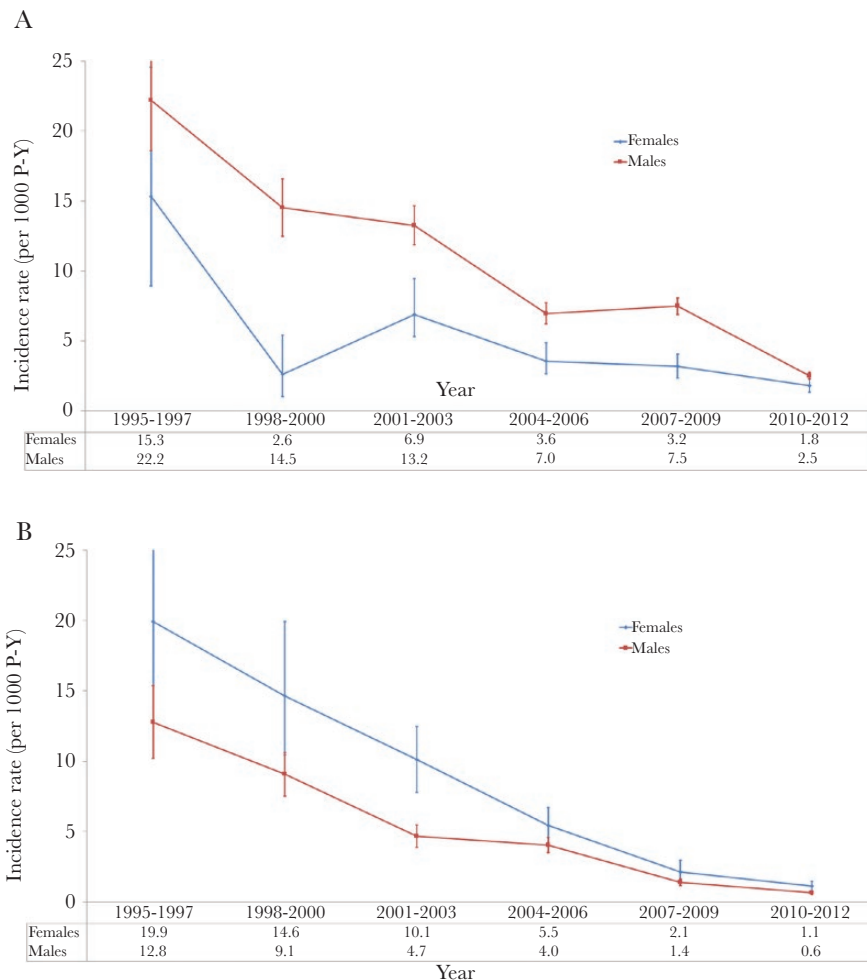 A
25
20
15
10
5
0
Incidence rate (per 1000 P-Y)
Females
Males
Year
1995-1997 1998-2000 2001-2003 2004-2006 2007-2009 2010-2012
Females 15.3 2.6 6.9 3.6 3.2 1.8
Males 22.2 14.5 13.2 7.0 7.5 2.5
B
25
20
15
10
5
0
Incidence rate (per 1000 P-Y)
Females
Males
1995-1997 1998-2000 2001-2003 2004-2006 2007-2009 2010-2012
Females 19.9 14.6 10.1 5.5 2.1 1.1
Males 12.8 9.1 4.7 4.0 1.4 0.6
Year